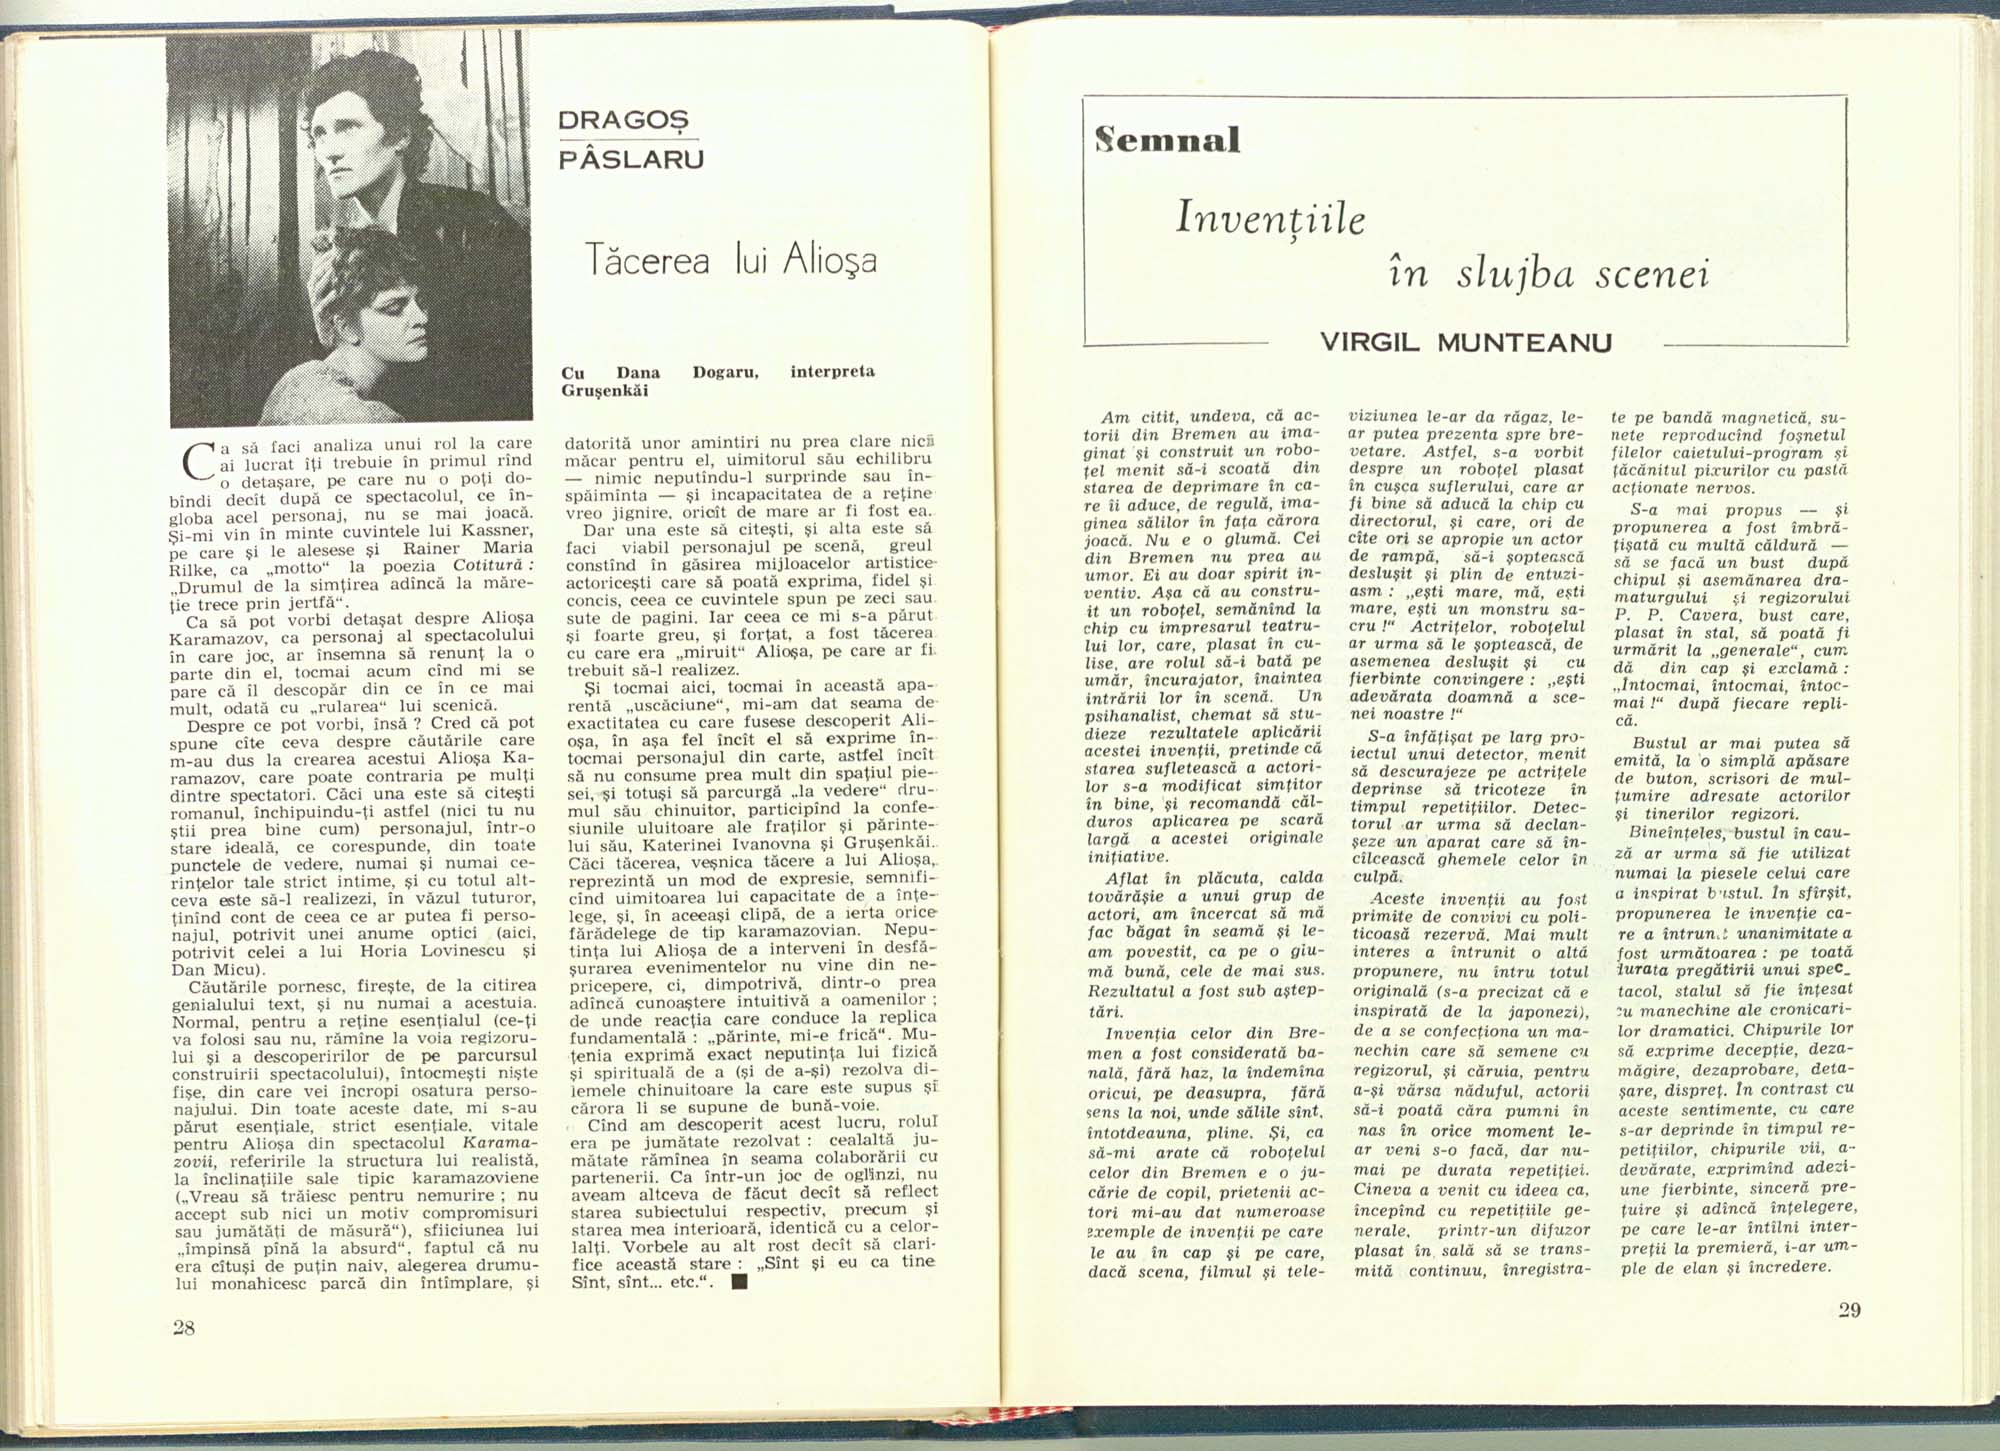 DRAGOȘ
PÂSLARU
Tăcerea lui Alioșa
Cu Dana Dogaru, interpreta
Grușenkăi
Ca să faci analiza unui rol la care
ai lucrat îți trebuie în primul rînd
o detașare, pe care nu o poți do-
bîndi decît după ce spectacolul, ce în-
globa acel personaj, nu se mai joacă.
Și-mi vin în minte cuvintele lui Kassner,
pe care și le alesese și Rainer Maria
Rilke, ca „motto“ la poezia Cotitură :
„Drumul de la simțirea adîncă la măre-
ție trece prin jertfă“.
Ca să pot vorbi detașat despre Alioșa
Karamazov, ca personaj al spectacolului
în care joc, ar însemna să renunț la o
parte din el, tocmai acum cînd mi se
pare că îl descopăr din ce în ce mai
mult, odată cu „rularea“ lui scenică.
Despre ce pot vorbi, însă ? Cred că pot
spune cîte ceva despre căutările care
m-au dus la crearea acestui Alioșa Ka-
ramazov, care poate contraria pe mulți
dintre spectatori. Căci una este să citești
romanul, închipuindu-ți astfel (nici tu nu
știi prea bine cum) personajul, într-o
stare ideală, ce corespunde, din toate
punctele de vedere, numai și numai ce-
rințelor tale strict intime, și cu totul alt-
ceva este să-l realizezi, în văzul tuturor,
ținînd cont de ceea ce ar putea fi perso-
najul, potrivit unei anume optici (aici,
potrivit celei a lui Horia Lovinescu și
Dan Micu).
Căutările pornesc, firește, de la citirea
genialului text, și nu numai a acestuia.
Normal, pentru a reține esențialul (ce-ți
va folosi sau nu, rămîne la voia regizoru-
lui și a descoperirilor de pe parcursul
construirii spectacolului), întocmești niște
fișe, din care vei încropi osatura perso-
najului. Din toate aceste date, mi s-au
părut esențiale, strict esențiale, vitale
pentru Alioșa din spectacolul Karama-
zovii, referirile la structura lui realistă,
la înclinațiile sale tipic karamazoviene
(„Vreau să trăiesc pentru nemurire ; nu
accept sub nici un motiv compromisuri
sau jumătăți de măsură“), sfiiciunea lui
„împinsă pînă la absurd“, faptul că nu
era cîtuși de puțin naiv, alegerea drumu-
lui monahicesc parcă din întîmplare, și
datorită unor amintiri nu prea clare nici
măcar pentru el, uimitorul său echilibru
— nimic neputîndu-l surprinde sau în-
spăimînta — și incapacitatea de a reține
vreo jignire, oricît de mare ar fi fost ea.
Dar una este să citești, și alta este să
faci viabil personajul pe scenă, greul
constînd în găsirea mijloacelor artistice
actoricești care să poată exprima, fidel și
concis, ceea ce cuvintele spun pe zeci sau
sute de pagini. Iar ceea ce mi s-a părut
și foarte greu, și forțat, a fost tăcerea
cu care era „miruit“ Alioșa, pe care ar fi
trebuit să-l realizez.
Și tocmai aici, tocmai în această apa-
rentă „uscăciune“, mi-am dat seama de
exactitatea cu care fusese descoperit Ali-
oșa, în așa fel încît el să exprime în-
tocmai personajul din carte, astfel încît
să nu consume prea mult din spațiul pie-
sei, și totuși să parcurgă „la vedere“ dru-
mul său chinuitor, participînd la confe-
siunile uluitoare ale fraților și părinte-
lui său, Katerinei Ivanovna și Grușenkăi.
Căci tăcerea, veșnica tăcere a lui Alioșa,
reprezintă un mod de expresie, semnifi-
cînd uimitoarea lui capacitate de a înțe-
lege, și, în aceeași clipă, de a ierta orice
fărădelege de tip karamazovian. Nepu-
tința lui Alioșa de a interveni în desfă-
șurarea evenimentelor nu vine din ne-
pricepere, ci, dimpotrivă, dintr-o prea
adîncă cunoaștere intuitivă a oamenilor ;
de unde reacția care conduce la replica
fundamentală : „părinte, mi-e frică“. Mu-
țenia exprimă exact neputința lui fizică
și spirituală de a (și de a-și) rezolva di-
lemele chinuitoare la care este supus și
cărora li se supune de bună-voie.
Cînd am descoperit acest lucru, rolul
era pe jumătate rezolvat : cealaltă ju-
mătate rămînea în seama colaborării cu
partenerii. Ca într-un joc de oglinzi, nu
aveam altceva de făcut decît să reflect
starea subiectului respectiv, precum și
starea mea interioară, identică cu a celor-
lalți. Vorbele au alt rost decît să clari-
fice această stare : „Sînt și eu ca tine
Sînt, sînt... etc.“. ■
28
Semnal
Invențiile
în slujba scenei
VIRGIL MUNTEANU
Am citit, undeva, că ac-
torii din Bremen au ima-
ginat și construit un robo-
țel menit să-i scoată din
starea de deprimare în ca-
re îi aduce, de regulă, ima-
ginea sălilor în fața cărora
joacă. Nu e o glumă. Cei
din Bremen nu prea au
umor. Ei au doar spirit in-
ventiv. Așa că au constru-
it un roboțel, semănînd la
chip cu impresarul teatru-
lui lor, care, plasat în cu-
lise, are rolul să-i bată pe
umăr, încurajator, înaintea
intrării lor în scenă. Un
psihanalist, chemat să stu-
dieze rezultatele aplicării
acestei invenții, pretinde că
starea sufletească a actori-
lor s-a modificat simțitor
în bine, și recomandă căl-
duros aplicarea pe scară
largă a acestei originale
inițiative.
Aflat în plăcuta, calda
tovărășie a unui grup de
actori, am încercat să mă
fac băgat în seamă și le-
am povestit, ca pe o glu-
mă bună, cele de mai sus.
Rezultatul a fost sub aștep-
tări.
Invenția celor din Bre-
men a fost considerată ba-
nală, fără haz, la îndemîna
oricui, pe deasupra, fără
sens la noi, unde sălile sînt,
întotdeauna, pline. Și, ca
să-mi arate că roboțelul
celor din Bremen e o ju-
cărie de copil, prietenii ac-
tori mi-au dat numeroase
exemple de invenții pe care
le au în cap și pe care,
dacă scena, filmul și tele-
viziunea le-ar da răgaz, le-
ar putea prezenta spre bre-
vetare. Astfel, s-a vorbit
despre un roboțel plasat
în cușca suflerului, care ar
fi bine să aducă la chip cu
directorul, și care, ori de
cîte ori se apropie un actor
de rampă, să-i șoptească
deslușit și plin de entuzi-
asm : „ești mare, mă, ești
mare, ești un monstru sa-
cru !“ Actrițelor, roboțelul
ar urma să le șoptească, de
asemenea deslușit și cu
fierbinte convingere : „ești
adevărata doamnă a sce-
nei noastre !“
S-a înfățișat pe larg pro-
iectul unui detector, menit
să descurajeze pe actrițele
deprinse să tricoteze în
timpul repetițiilor. Detec-
torul ar urma să declan-
șeze un aparat care să în-
cîlcească ghemele celor în
culpă.
Aceste invenții au fost
primite de convivi cu poli-
ticoasă rezervă. Mai mult
interes a întrunit o altă
propunere, nu întru totul
originală (s-a precizat că e
inspirată de la japonezi),
de a se confecționa un ma-
nechin care să semene cu
regizorul, și căruia, pentru
a-și vărsa năduful, actorii
să-i poată căra pumni în
nas în orice moment le-
ar veni s-o facă, dar nu-
mai pe durata repetiției.
Cineva a venit cu ideea ca,
începînd cu repetițiile ge-
nerale, printr-un difuzor
plasat în sală să se trans-
mită continuu, înregistra-
te pe bandă magnetică, su-
nete reproducînd foșnetul
filelor caietului-program și
țăcănitul pixurilor cu pastă
acționate nervos.
S-a mai propus — și
propunerea a fost îmbră-
țișată cu multă căldură —
să se facă un bust după
chipul și asemănarea dra-
maturgului și regizorului
P. P. Cavera, bust care,
plasat în stal, să poată fi
urmărit la „generale“, cum
dă din cap și exclamă :
„Intocmai, întocmai, întoc-
mai !“ după fiecare repli-
că.
Bustul ar mai putea să
emită, la o simplă apăsare
de buton, scrisori de mul-
țumire adresate actorilor
și tinerilor regizori.
Bineînțeles, bustul în cau-
ză ar urma să fie utilizat
numai la piesele celui care
a inspirat bustul. În sfîrșit,
propunerea de invenție ca-
re a întrunit unanimitatea
fost următoarea : pe toată
durata pregătirii unui spec_
tacol, stalul să fie înțesat
cu manechine ale cronicari-
lor dramatici. Chipurile lor
să exprime decepție, deza-
măgire, dezaprobare, deta-
șare, dispreț. În contrast cu
aceste sentimente, cu care
s-ar deprinde în timpul re-
petițiilor, chipurile vii, a-
devărate, exprimînd adezi-
une fierbinte, sinceră pre-
țuire și adîncă înțelegere,
pe care le-ar întîlni inter-
preții la premieră, i-ar um-
ple de elan și încredere.
29